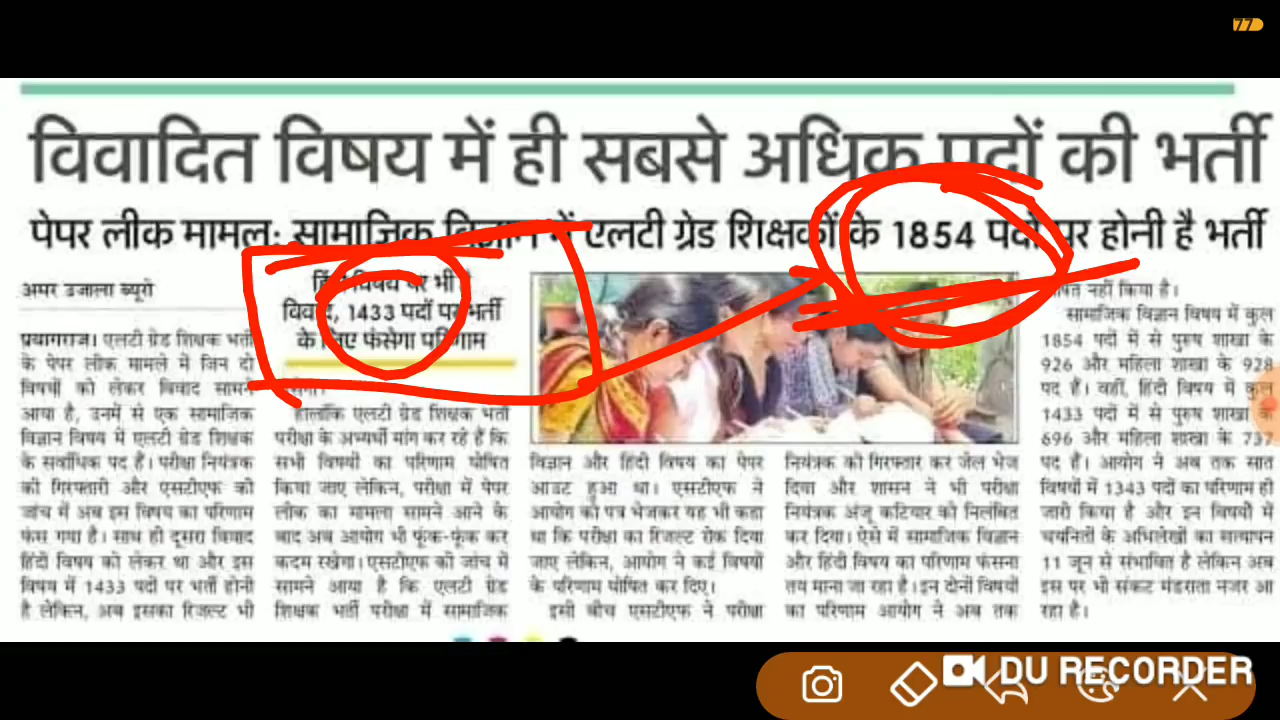 77
विवादित विषय में ही सबसे अधिक पदों की भर्ती
पेपर लीक मामल: सामाजिक विज्ञान में एलटी ग्रेड शिक्षकों के 1854 पदों पर होनी है भर्ती
अमर उजाला ब्यूरो
प्रयागराज। एलटी ग्रेड शिक्षक भर्ती
के पेपर लीक मामले में जिन दो
विषयों को लेकर विवाद सामने
आया है, उनमें से एक सामाजिक
विज्ञान विषय में एलटी ग्रेड शिक्षक
के सर्वाधिक पद हैं। परीक्षा नियंत्रक
की गिरफ्तारी और एसटीएफ की
जांच में अब इस विषय का परिणाम
फंस गया है। साथ ही दूसरा विवाद
हिंदी विषय को लेकर था और इस
विषय में 1433 पदों पर भर्ती होनी
है लेकिन, अब इसका रिजल्ट भी
हिंदी विषय पर भी
विवाद, 1433 पदों पर भर्ती
के लिए फंसेगा परिणाम
फंसेगा।
हालांकि एलटी ग्रेड शिक्षक भर्ती
परीक्षा के अभ्यर्थी मांग कर रहे हैं कि
सभी विषयों का परिणाम घोषित
किया जाए लेकिन, परीक्षा में पेपर
लीक का मामला सामने आने के
बाद अब आयोग भी फूंक-फूंक कर
कदम रखेगा। एसटीएफ की जांच में
सामने आया है कि एलटी ग्रेड
शिक्षक भर्ती परीक्षा में सामाजिक
विज्ञान और हिंदी विषय का पेपर
आउट हुआ था। एसटीएफ ने
आयोग को पत्र भेजकर यह भी कहा
था कि परीक्षा का रिजल्ट रोक दिया
जाए लेकिन, आयोग ने कई विषयों
के परिणाम घोषित कर दिए।
इसी बीच एसटीएफ ने परीक्षा
नियंत्रक को गिरफ्तार कर जेल भेज
दिया और शासन ने भी परीक्षा
नियंत्रक अंजू कटियार को निलंबित
कर दिया। ऐसे में सामाजिक विज्ञान
और हिंदी विषय का परिणाम फंसना
तय माना जा रहा है। इन दोनों विषयों
का परिणाम आयोग ने अब तक
घोषित नहीं किया है।
सामाजिक विज्ञान विषय में कुल
1854 पदों में से पुरुष शाखा के
926 और महिला शाखा के 928
पद हैं। वहीं, हिंदी विषय में कुल
1433 पदों में से पुरुष शाखा के
696 और महिला शाखा के 737
पद हैं। आयोग ने अब तक सात
विषयों में 1343 पदों का परिणाम ही
जारी किया है और इन विषयों में
चयनितों के अभिलेखों का सत्यापन
11 जून से संभावित है लेकिन अब
इस पर भी संकट मंडराता नजर आ
रहा है।
DU RECORDER